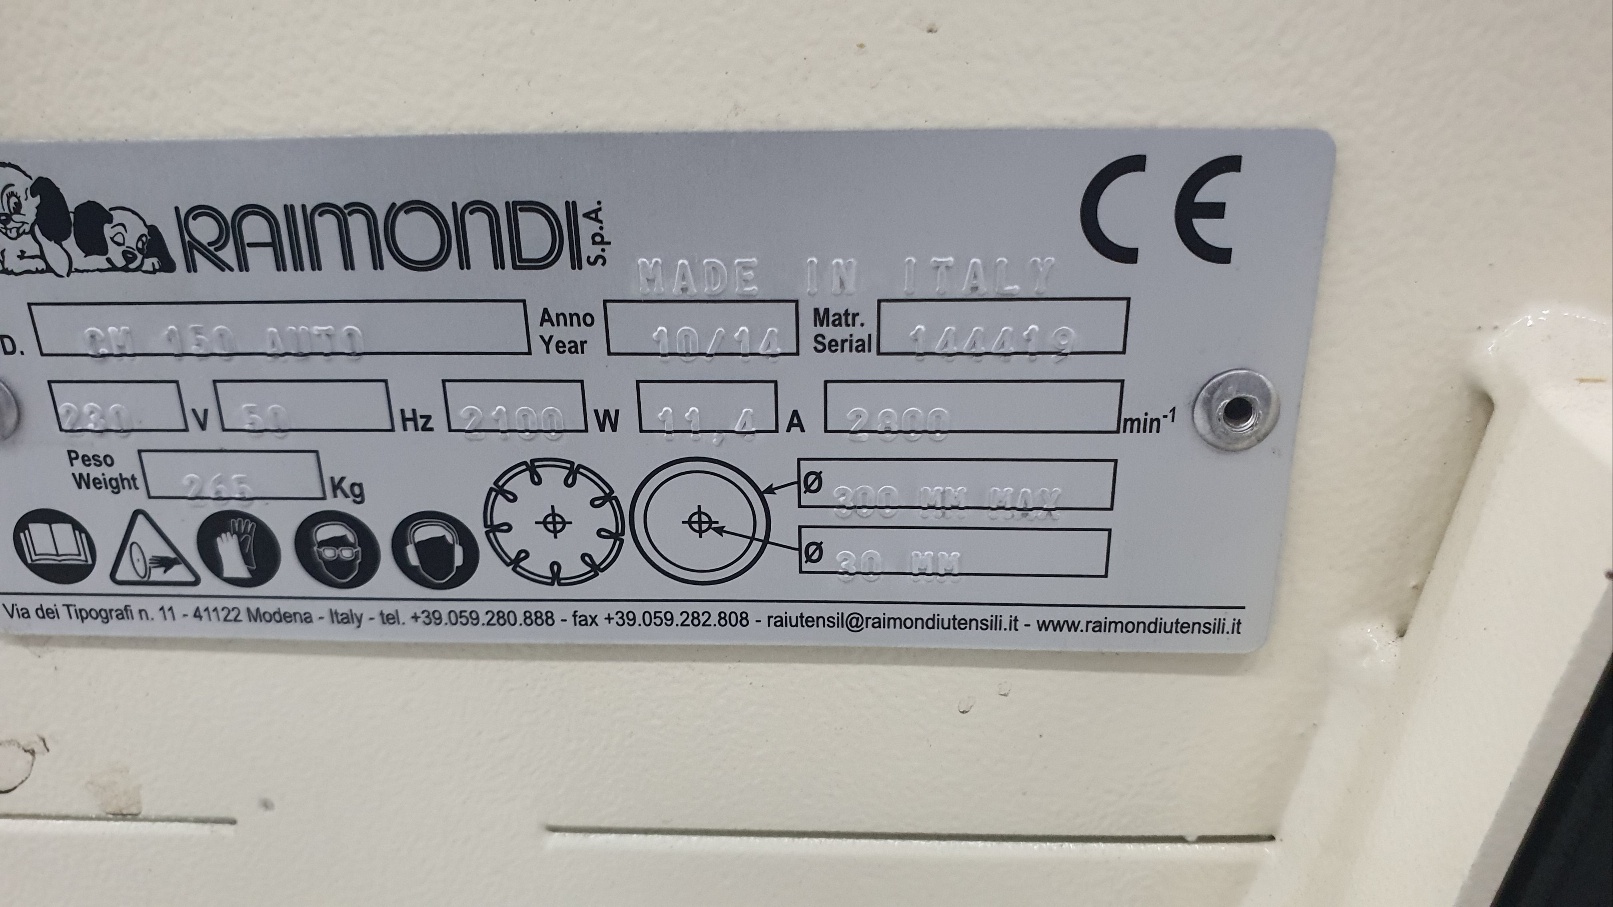 RAIMONDI S.p.A.
CE
MADE IN ITALY
D. CM 150 AUTO Anno Year 10/14 Matr. Serial 144419
230 V 50 Hz 2100 W 11,4 A 2800 min-1
Peso Weight 265 Kg
Ø 300 MM MAX
Ø 30 MM
Via dei Tipografi n. 11 - 41122 Modena - Italy - tel. +39.059.280.888 - fax +39.059.282.808 - raiutensil@raimondiutensili.it - www.raimondiutensili.it